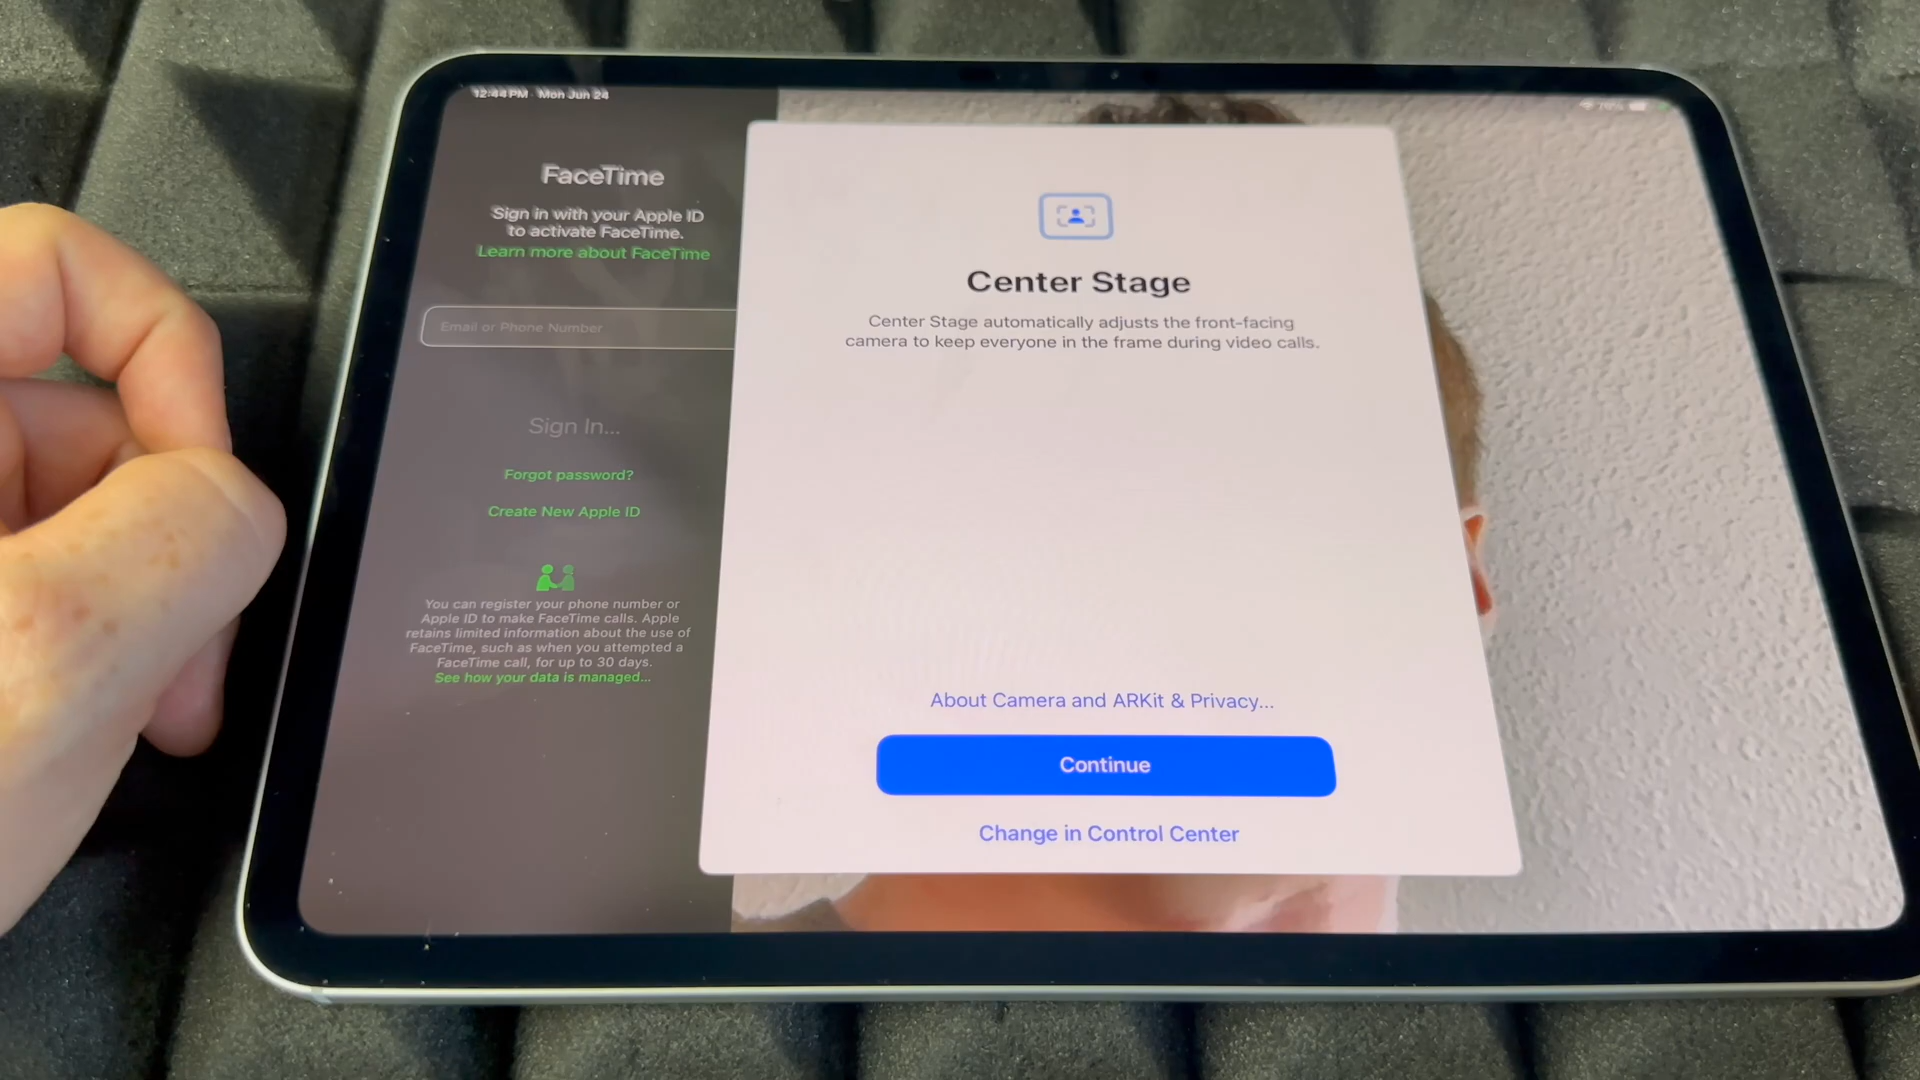 12:44 PM Mon Jun 24
FaceTime
Sign in with your Apple ID
to activate FaceTime.
Learn more about FaceTime
Email or Phone Number
Sign In...
Forgot password?
Create New Apple ID
You can register your phone number or
Apple ID to make FaceTime calls. Apple
retains limited information about the use of
FaceTime, such as when you attempted a
FaceTime call, for up to 30 days.
See how your data is managed...
Center Stage
Center Stage automatically adjusts the front-facing
camera to keep everyone in the frame during video calls.
About Camera and ARKit & Privacy...
Continue
Change in Control Center